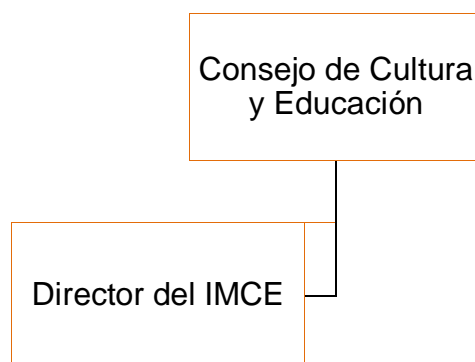 Consejo de Cultura
y Educación
Director del IMCE